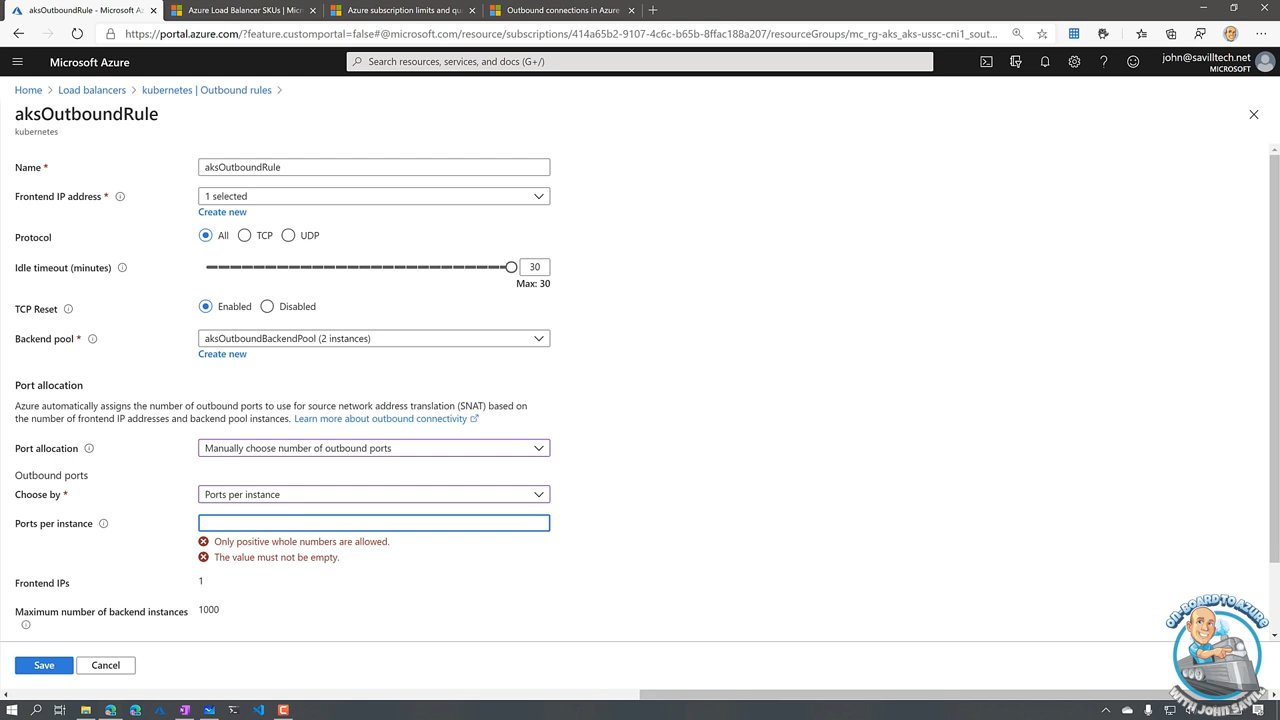 aksOutboundRule - Microsoft A
Azure Load Balancer SKUs | Micr
Azure subscription limits and qu
Outbound connections in Azure
https://portal.azure.com/?feature.customportal=false#@microsoft.com/resource/subscriptions/414a65b2-9107-4c6c-b65b-8ffac188a207/resourceGroups/mc_rg-aks_aks-ussc-cni1_sout...
Microsoft Azure
Search resources, services, and docs (G+/)
john@savilltech.net
MICROSOFT
Home > Load balancers > kubernetes | Outbound rules >
aksOutboundRule
kubernetes
Name *
aksOutboundRule
Frontend IP address *
1 selected
Create new
Protocol
All
TCP
UDP
Idle timeout (minutes)
30
Max: 30
TCP Reset
Enabled
Disabled
Backend pool *
aksOutboundBackendPool (2 instances)
Create new
Port allocation
Azure automatically assigns the number of outbound ports to use for source network address translation (SNAT) based on
the number of frontend IP addresses and backend pool instances. Learn more about outbound connectivity
Port allocation
Manually choose number of outbound ports
Outbound ports
Choose by *
Ports per instance
Ports per instance
Only positive whole numbers are allowed.
The value must not be empty.
Frontend IPs
1
Maximum number of backend instances
1000
Save
Cancel
ON-BOARD TO AZURE
WITH JOHN SAVILL